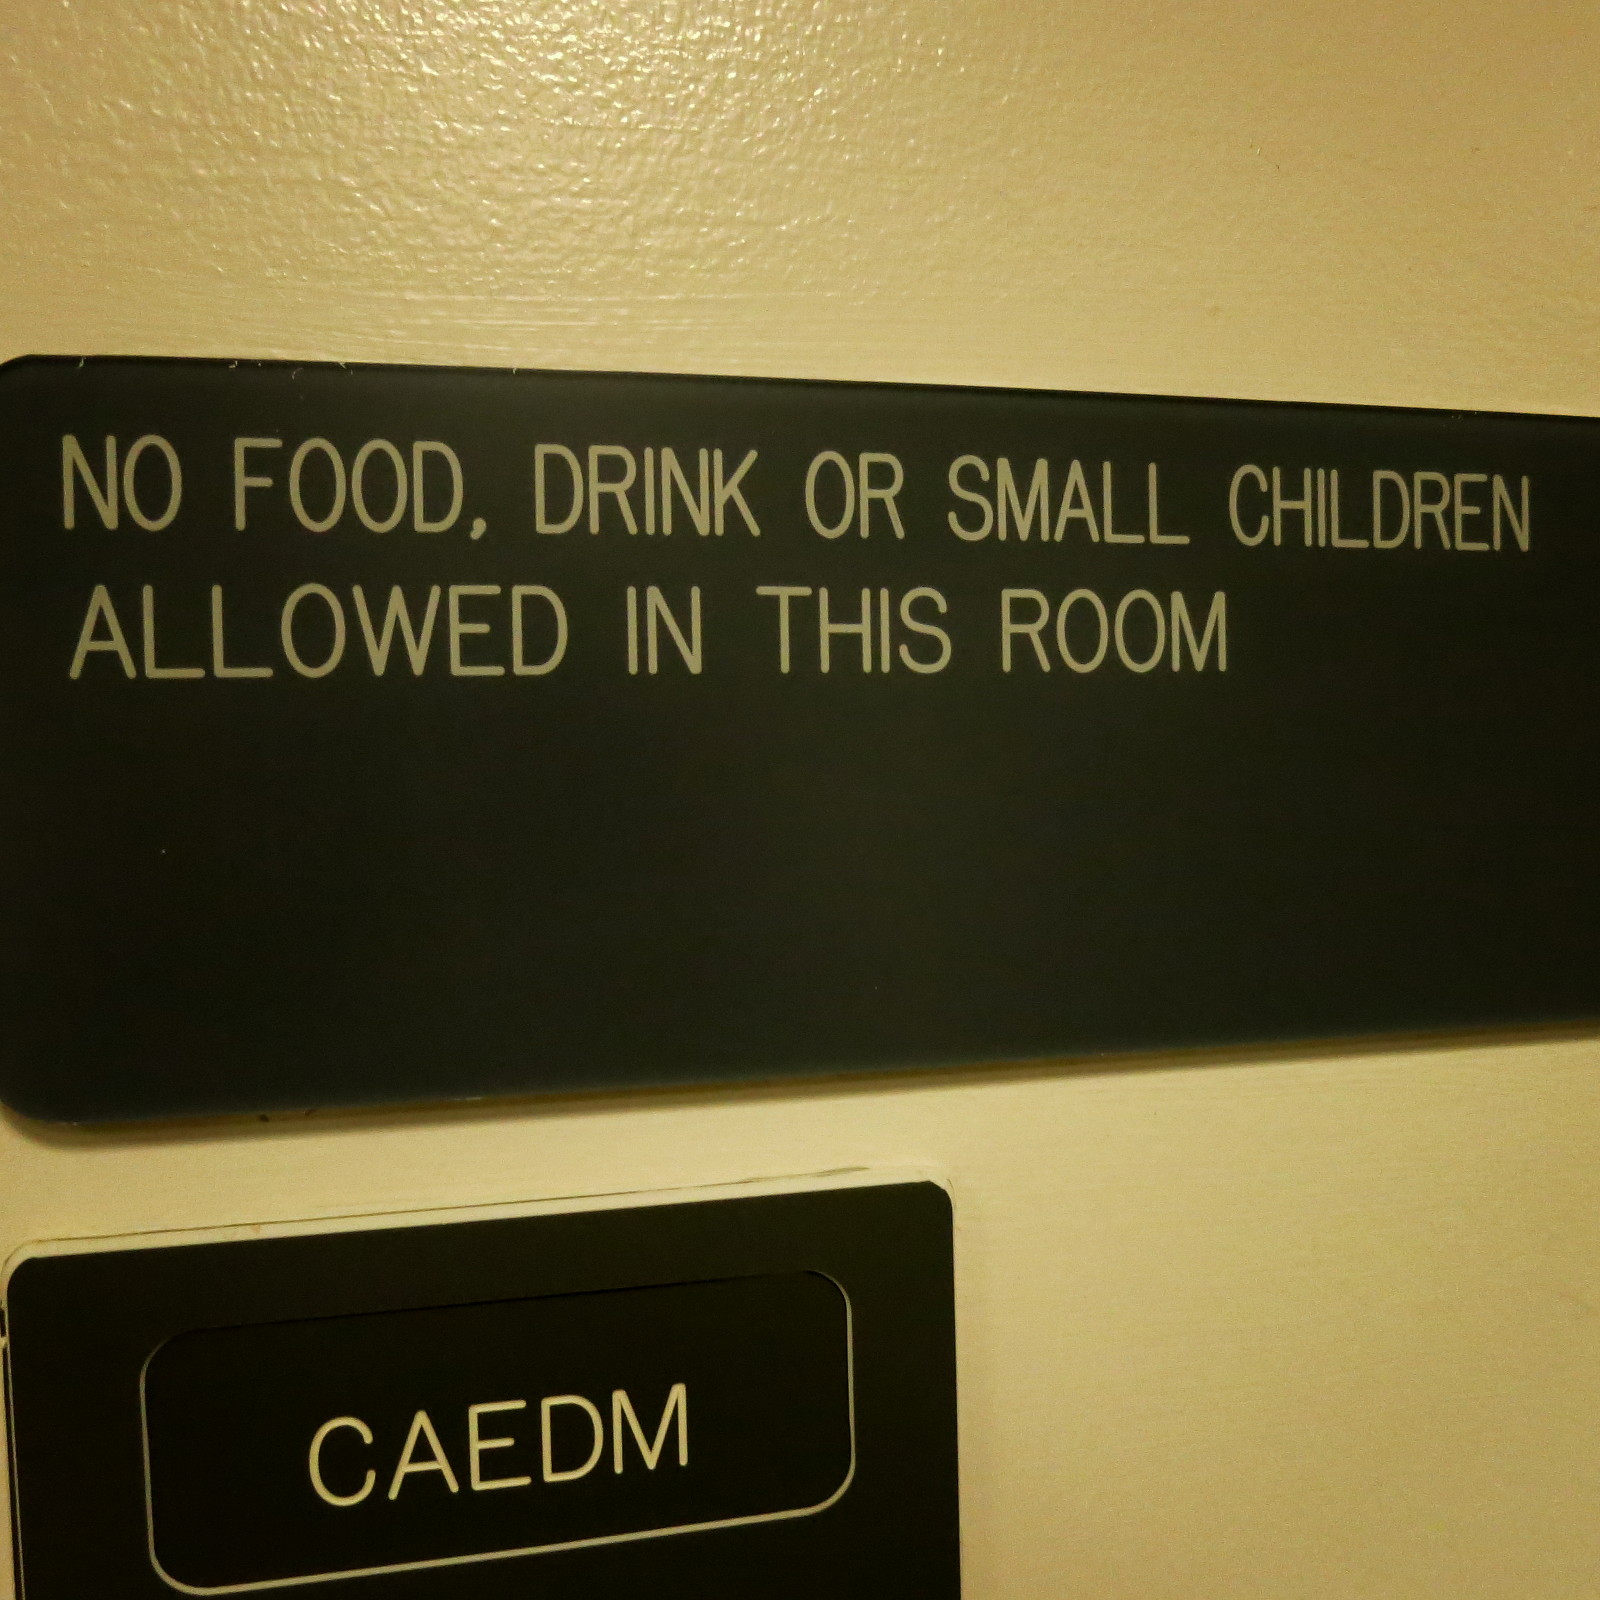 NO FOOD, DRINK OR SMALL CHILDREN
ALLOWED IN THIS ROOM
CAEDM